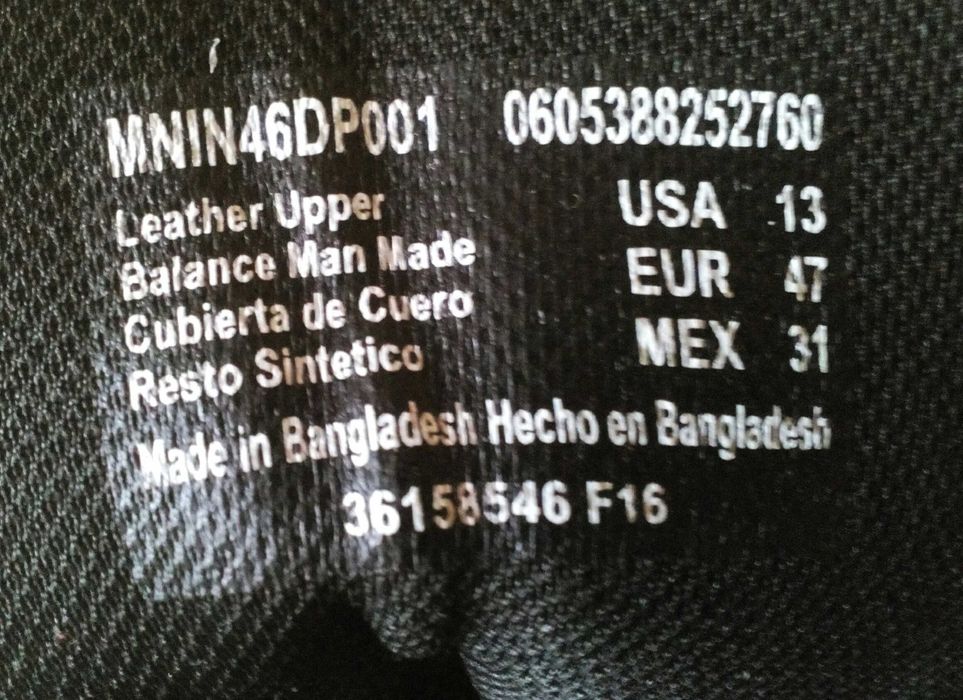 MNIN46DP001 0605388252760
Leather Upper USA 13
Balance Man Made EUR 47
Cubierta de Cuero MEX 31
Resto Sintetico
Made in Bangladesh Hecho en Bangladesh
36158546 F16